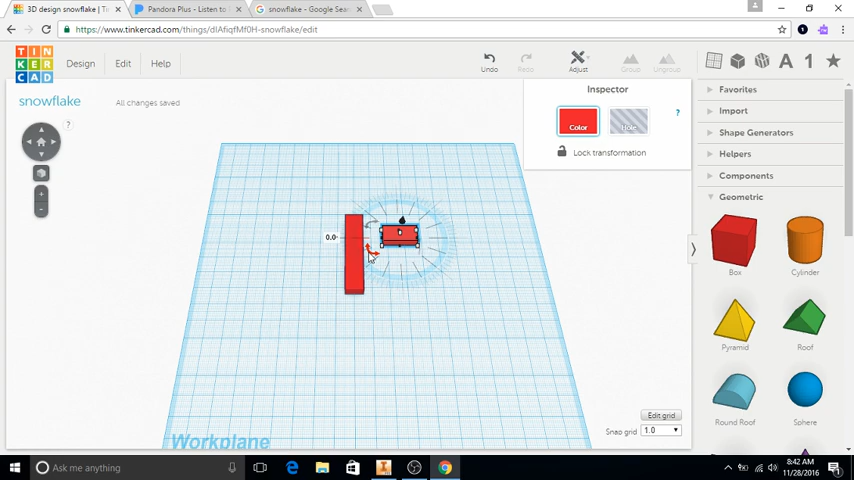 3D design snowflake | Ti
Pandora Plus - Listen to
snowflake - Google Sear
https://www.tinkercad.com/things/dIAfiqfMf0H-snowflake/edit
TIN
KER
CAD
Design
Edit
Help
Undo
Redo
Adjust
Group
Ungroup
snowflake
All changes saved
?
Inspector
Color
Hole
?
Lock transformation
Favorites
Import
Shape Generators
Helpers
Components
Geometric
Box
Cylinder
Pyramid
Roof
Round Roof
Sphere
0.0
Workplane
Edit grid
Snap grid
1.0
Ask me anything
8:42 AM
11/28/2016